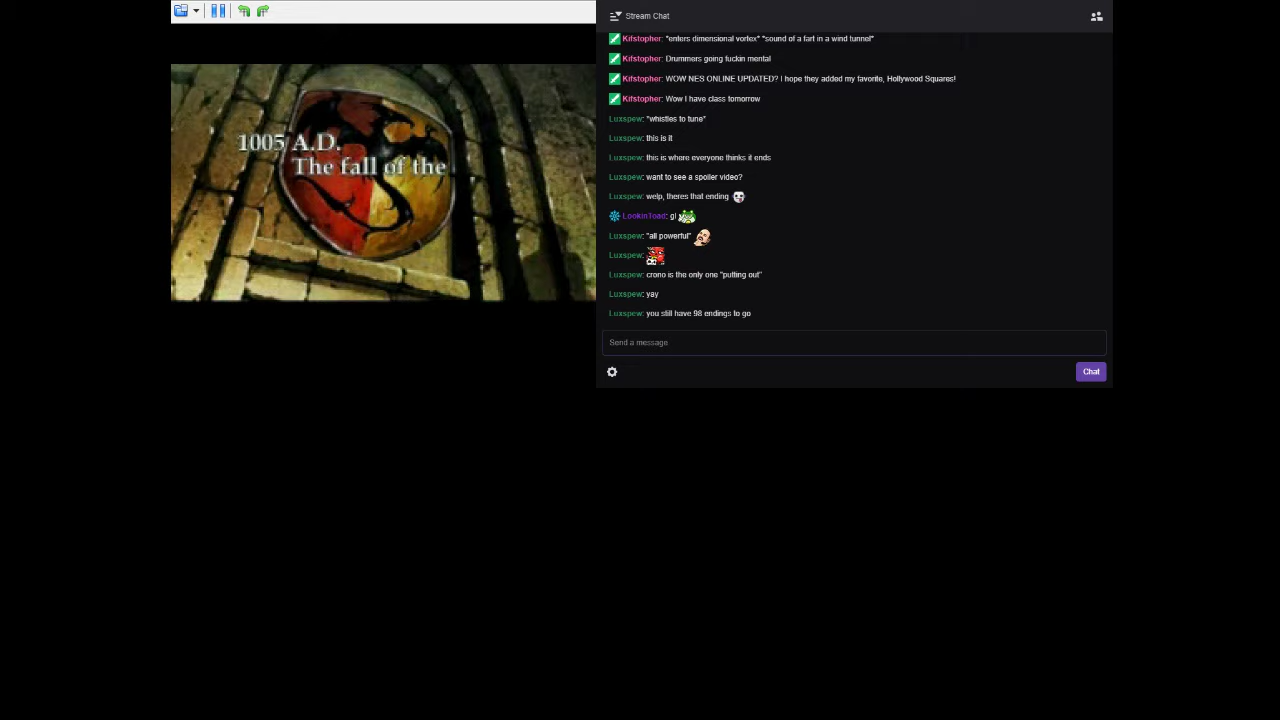 1005 A.D.
The fall of the
Stream Chat
Kifstopher: *enters dimensional vortex* *sound of a fart in a wind tunnel*
Kifstopher: Drummers going fuckin mental
Kifstopher: WOW NES ONLINE UPDATED? I hope they added my favorite, Hollywood Squares!
Kifstopher: Wow I have class tomorrow
Luxspew: *whistles to tune*
Luxspew: this is it
Luxspew: this is where everyone thinks it ends
Luxspew: want to see a spoiler video?
Luxspew: welp, theres that ending
LookinToad: gl
Luxspew: "all powerful"
Luxspew:
Luxspew: crono is the only one "putting out"
Luxspew: yay
Luxspew: you still have 98 endings to go
Send a message
Chat